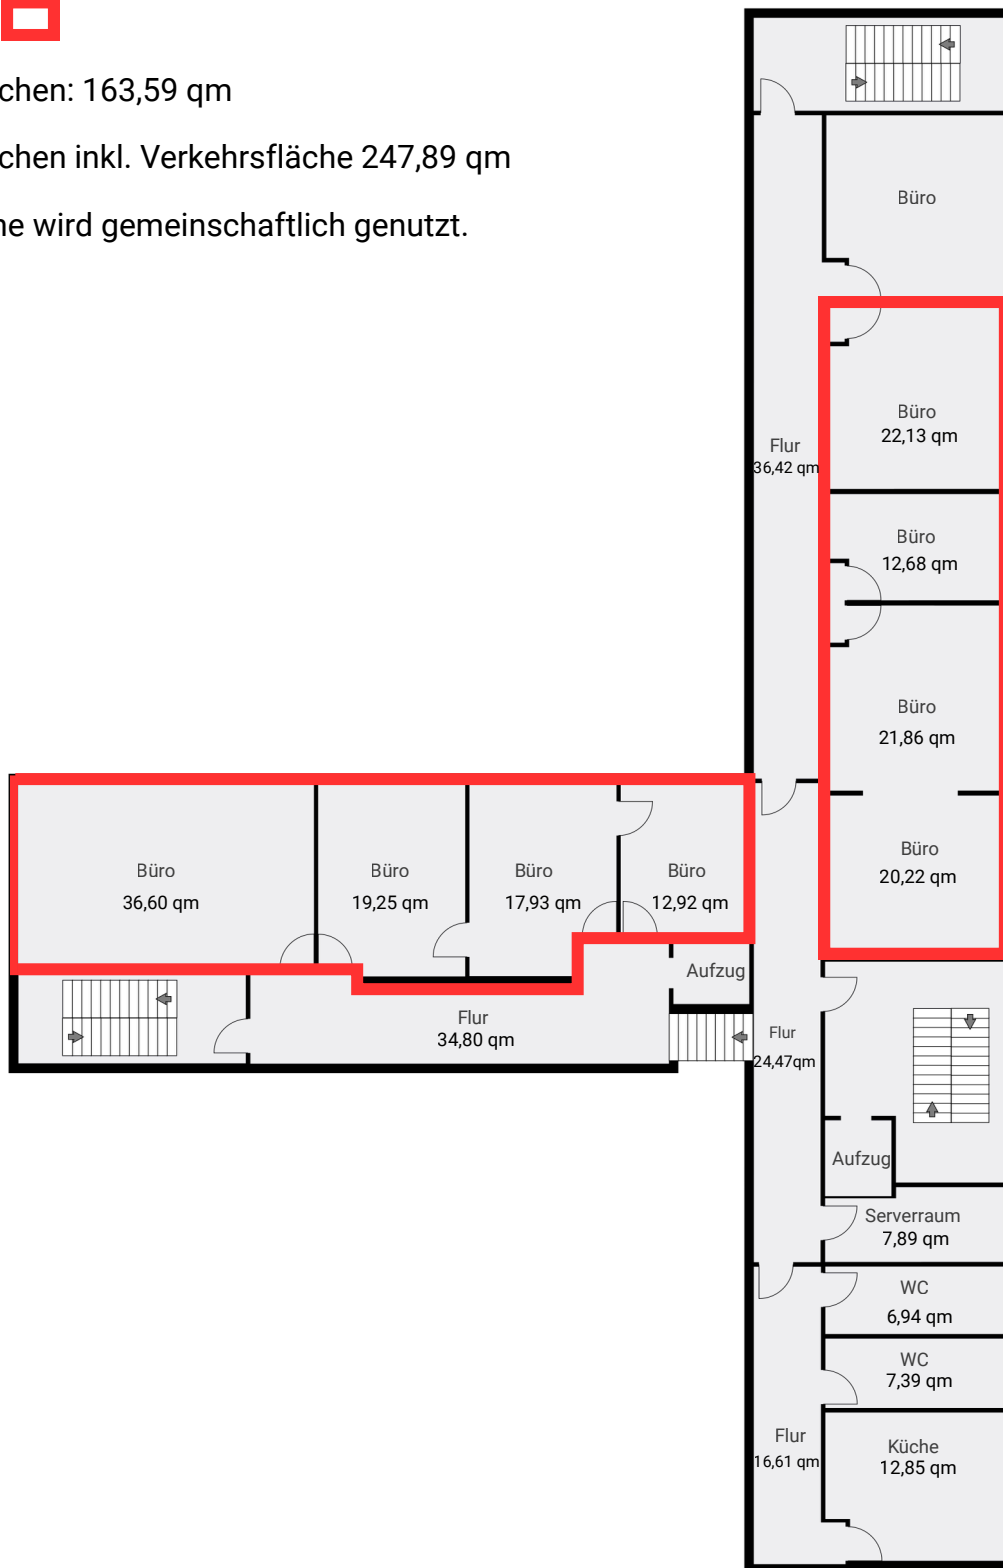 chen: 163,59 qm
chen inkl. Verkehrsfläche 247,89 qm
ne wird gemeinschaftlich genutzt.
Büro
Büro
22,13 qm
Flur
36,42 qm
Büro
12,68 qm
Büro
21,86 qm
Büro
20,22 qm
Büro
36,60 qm
Büro
19,25 qm
Büro
17,93 qm
Büro
12,92 qm
Aufzug
Flur
34,80 qm
Flur
24,47qm
Aufzug
Serverraum
7,89 qm
WC
6,94 qm
WC
7,39 qm
Flur
16,61 qm
Küche
12,85 qm